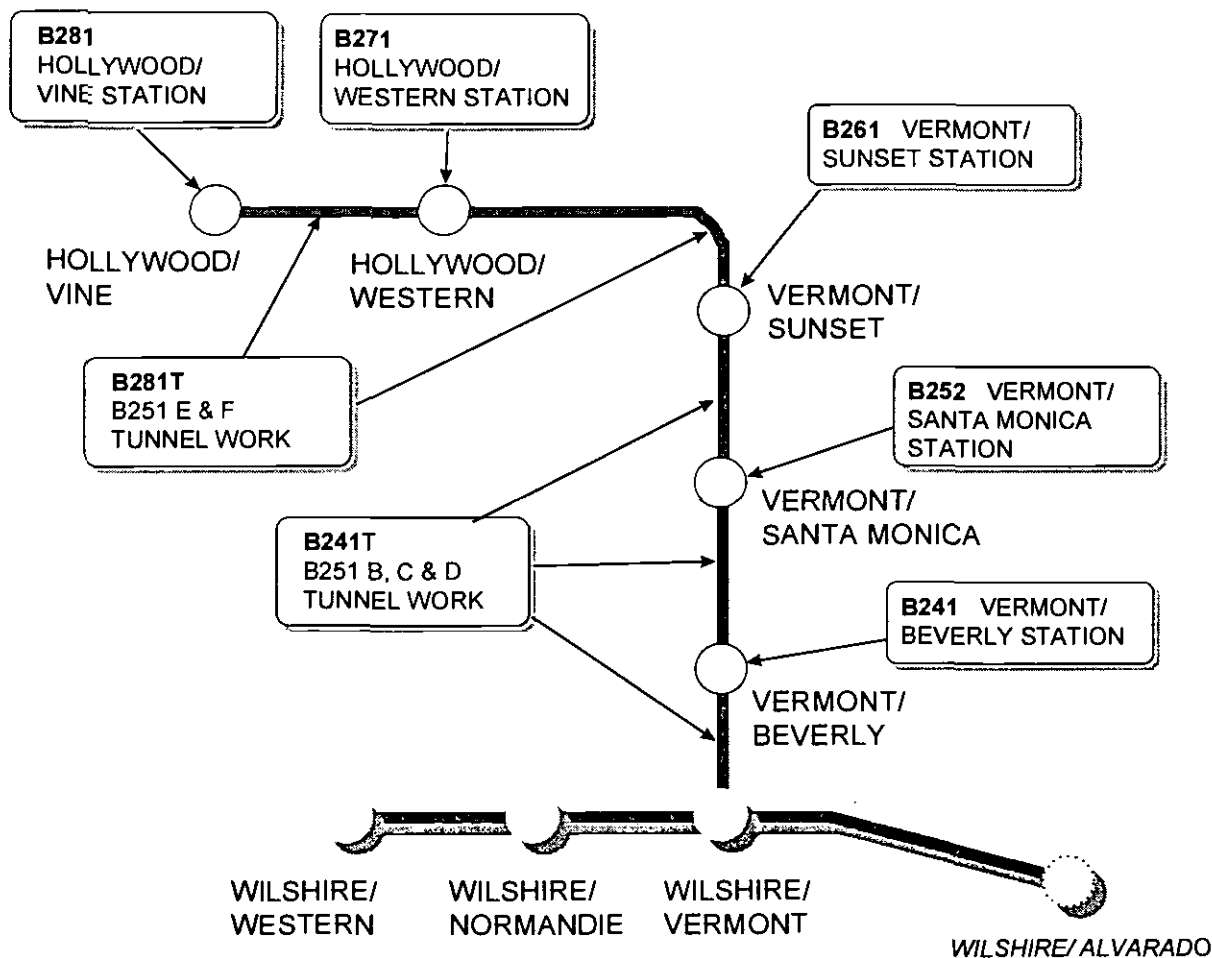 B281
HOLLYWOOD/
VINE STATION
B271
HOLLYWOOD/
WESTERN STATION
B261 VERMONT/
SUNSET STATION
HOLLYWOOD/
VINE
HOLLYWOOD/
WESTERN
VERMONT/
SUNSET
B281T
B251 E & F
TUNNEL WORK
B252 VERMONT/
SANTA MONICA
STATION
VERMONT/
SANTA MONICA
B241T
B251 B, C & D
TUNNEL WORK
B241 VERMONT/
BEVERLY STATION
VERMONT/
BEVERLY
WILSHIRE/
WESTERN
WILSHIRE/
NORMANDIE
WILSHIRE/
VERMONT
WILSHIRE/ ALVARADO